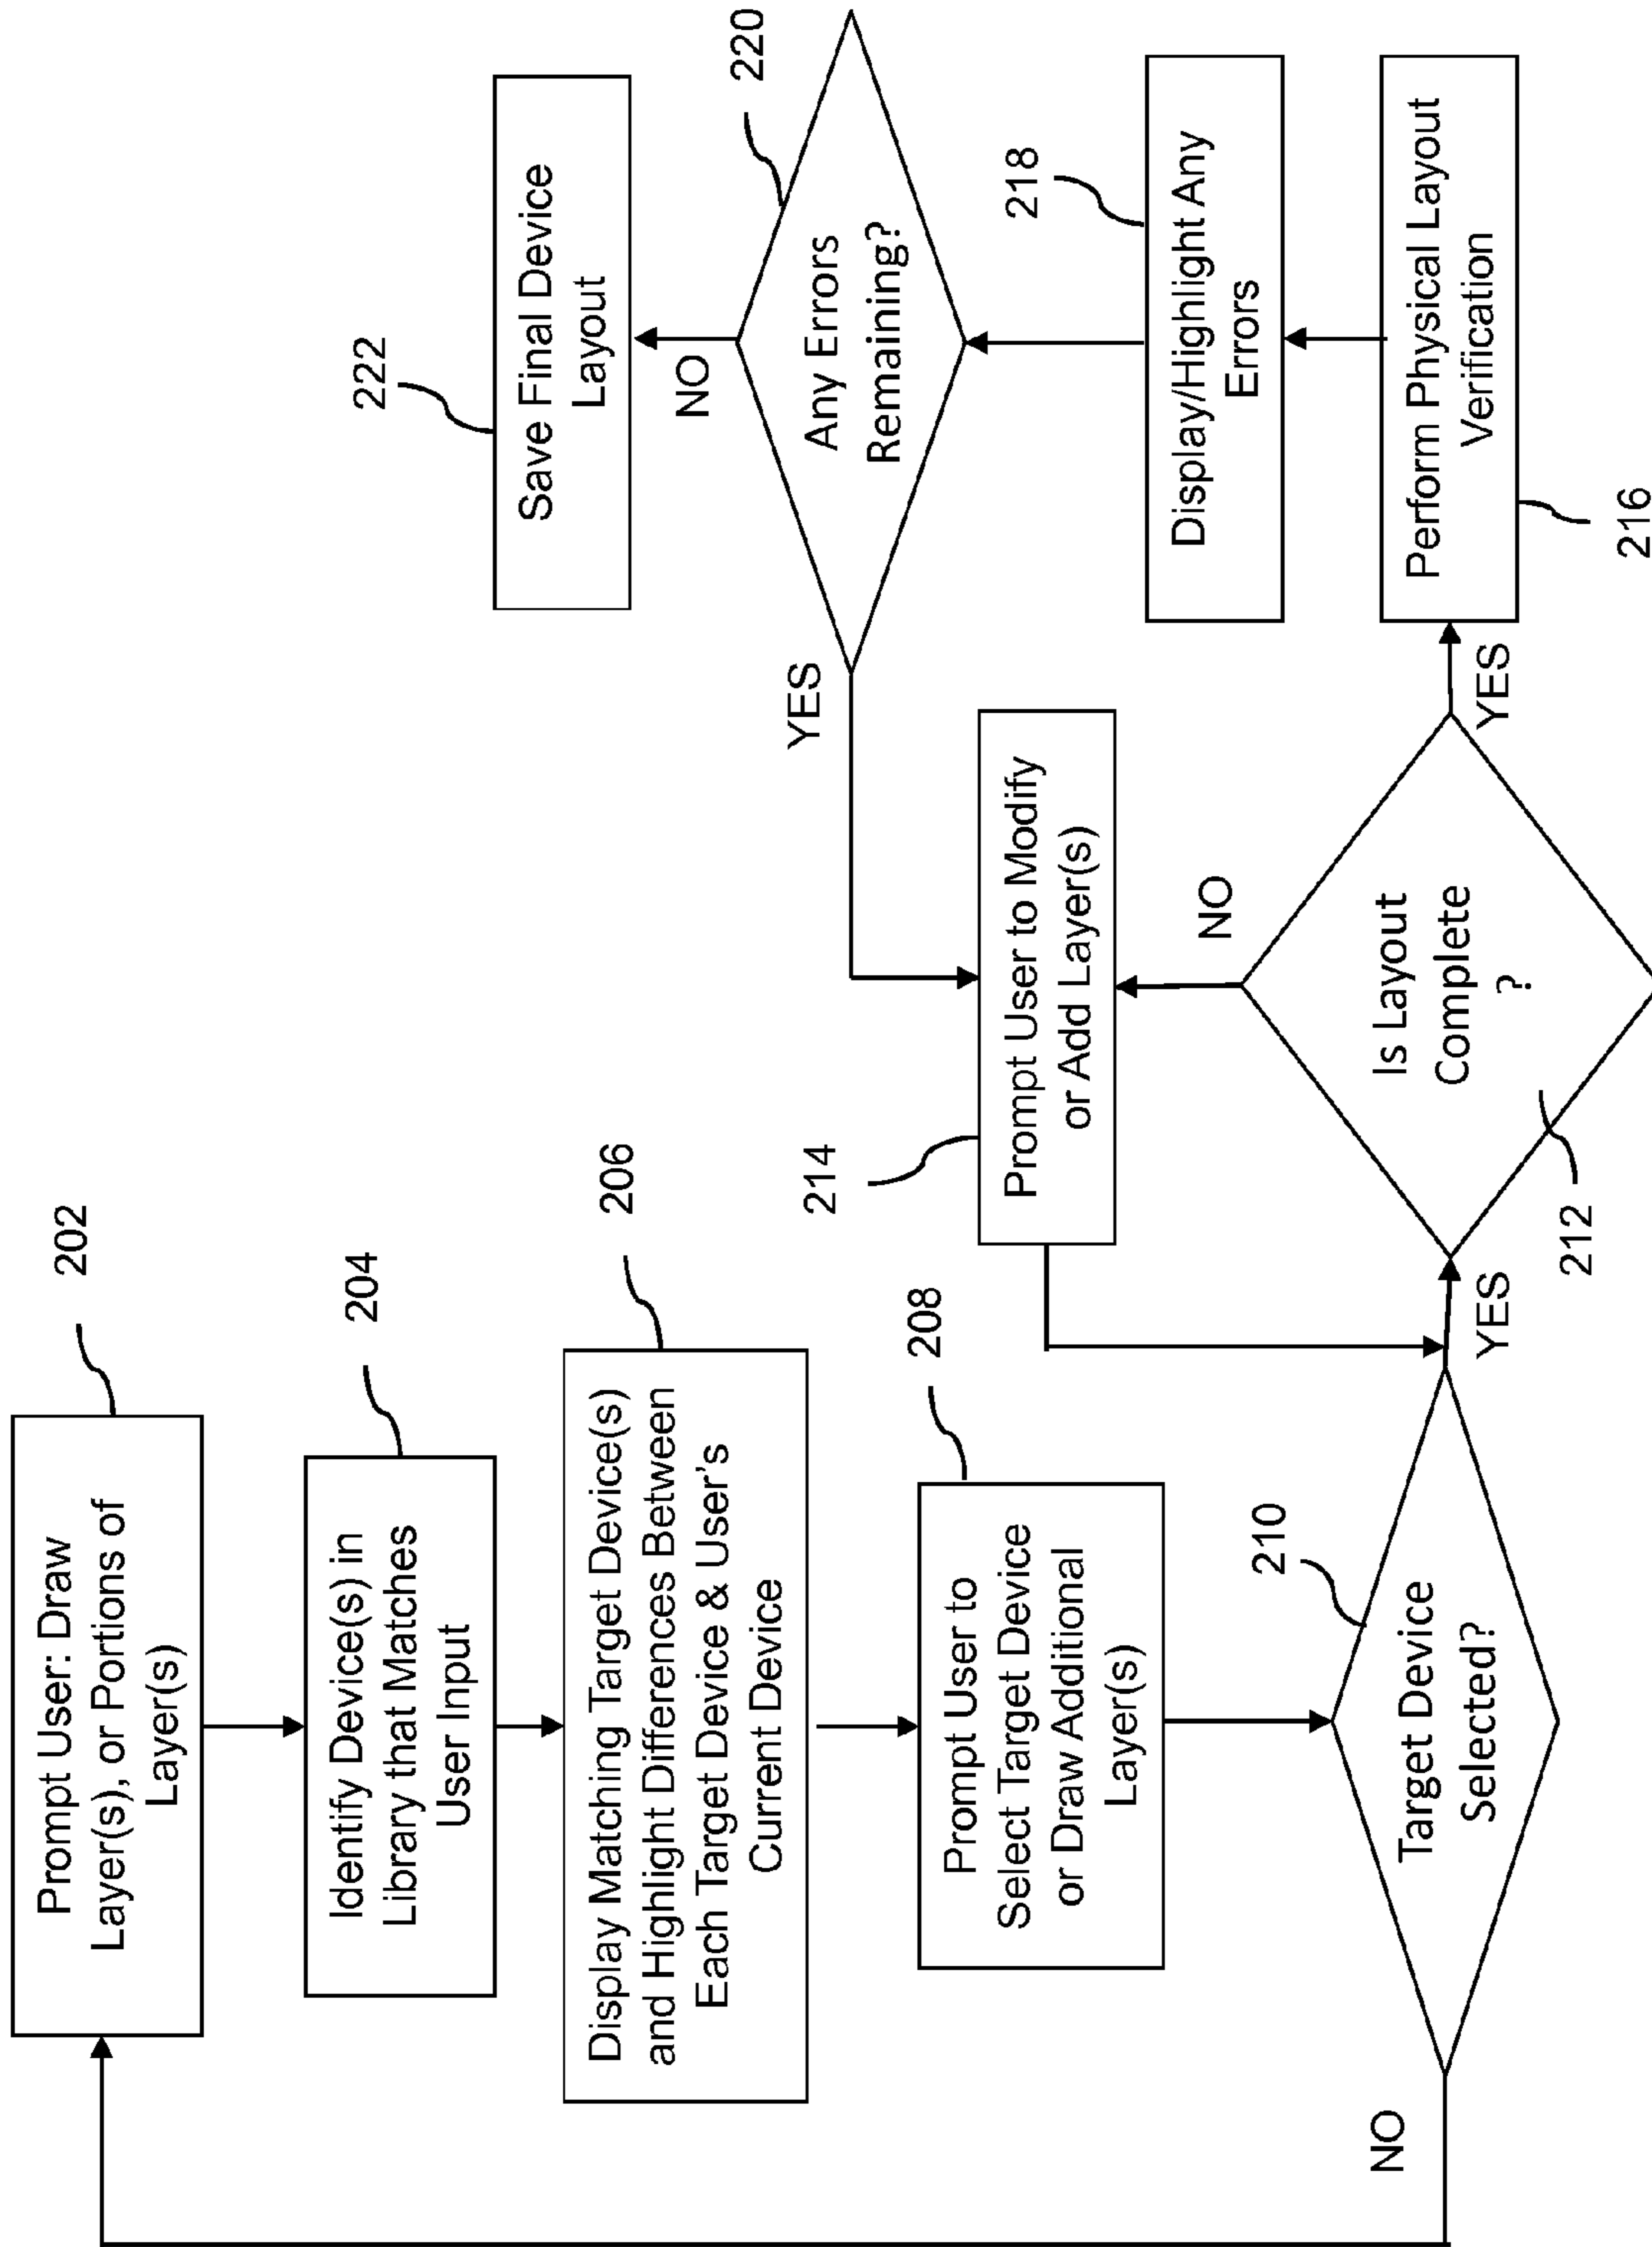 202
Prompt User: Draw
Layer(s), or Portions of
Layer(s)
204
Identify Device(s) in
Library that Matches
User Input
206
Display Matching Target Device(s)
and Highlight Differences Between
Each Target Device & User's
Current Device
208
Prompt User to
Select Target Device
or Draw Additional
Layer(s)
210
Target Device
Selected?
NO
YES
212
Is Layout
Complete
?
NO
YES
214
Prompt User to Modify
or Add Layer(s)
216
Perform Physical Layout
Verification
218
Display/Highlight Any
Errors
220
Any Errors
Remaining?
YES
NO
222
Save Final Device
Layout